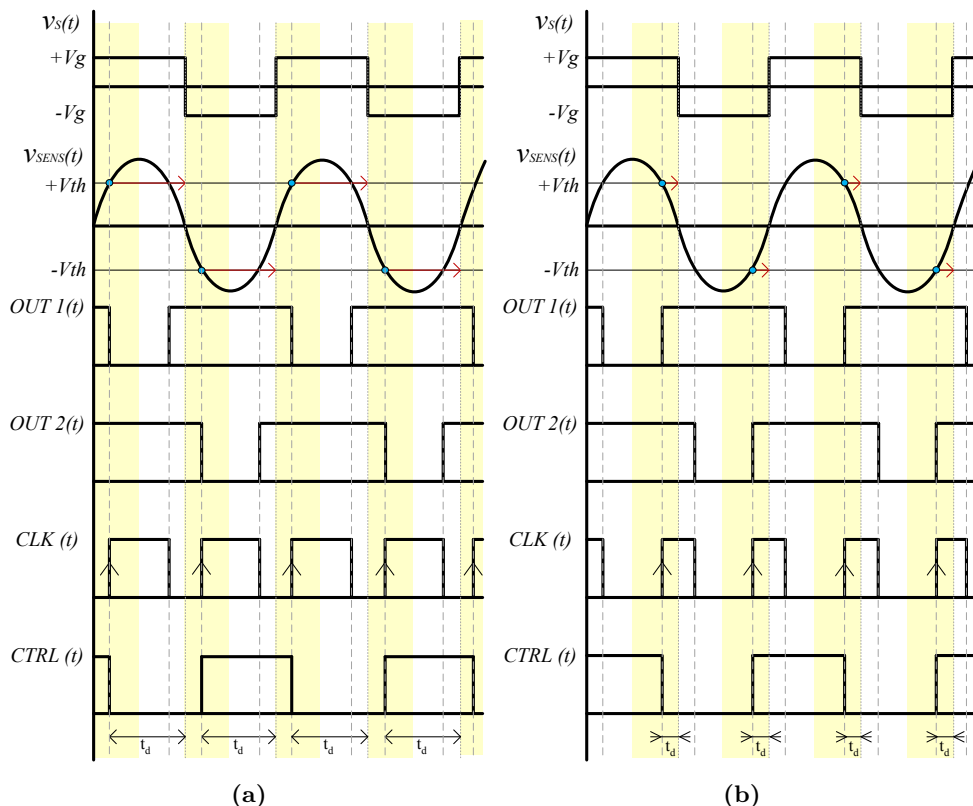 vS(t)
+Vg
-Vg
vSENS(t)
+Vth
-Vth
OUT 1(t)
OUT 2(t)
CLK (t)
CTRL (t)
td td td td
(a)
vS(t)
+Vg
-Vg
vSENS(t)
+Vth
-Vth
OUT 1(t)
OUT 2(t)
CLK (t)
CTRL (t)
td td td td
(b)